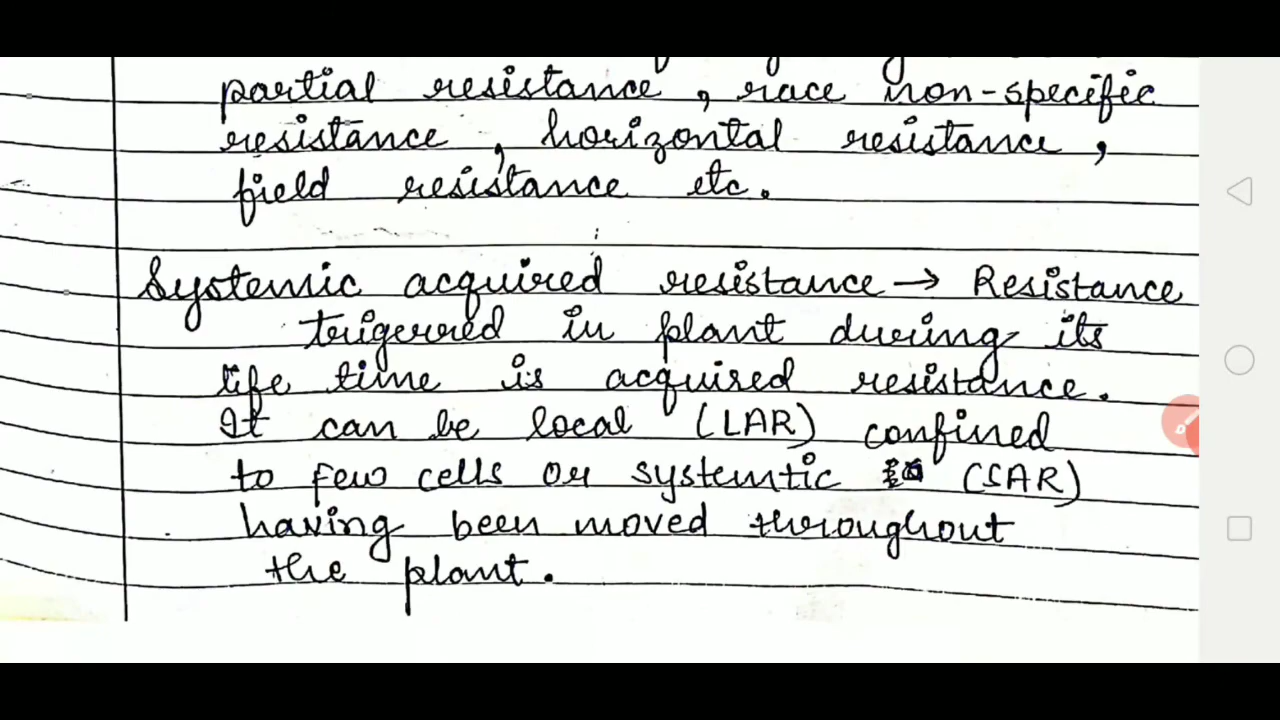 partial resistance, race non-specific
resistance, horizontal resistance,
field resistance etc.
Systemic acquired resistance → Resistance
trigerred in plant during its
life time is acquired resistance.
It can be local (LAR) confined
to few cells or systemtic (SAR)
having been moved throughout
the plant.